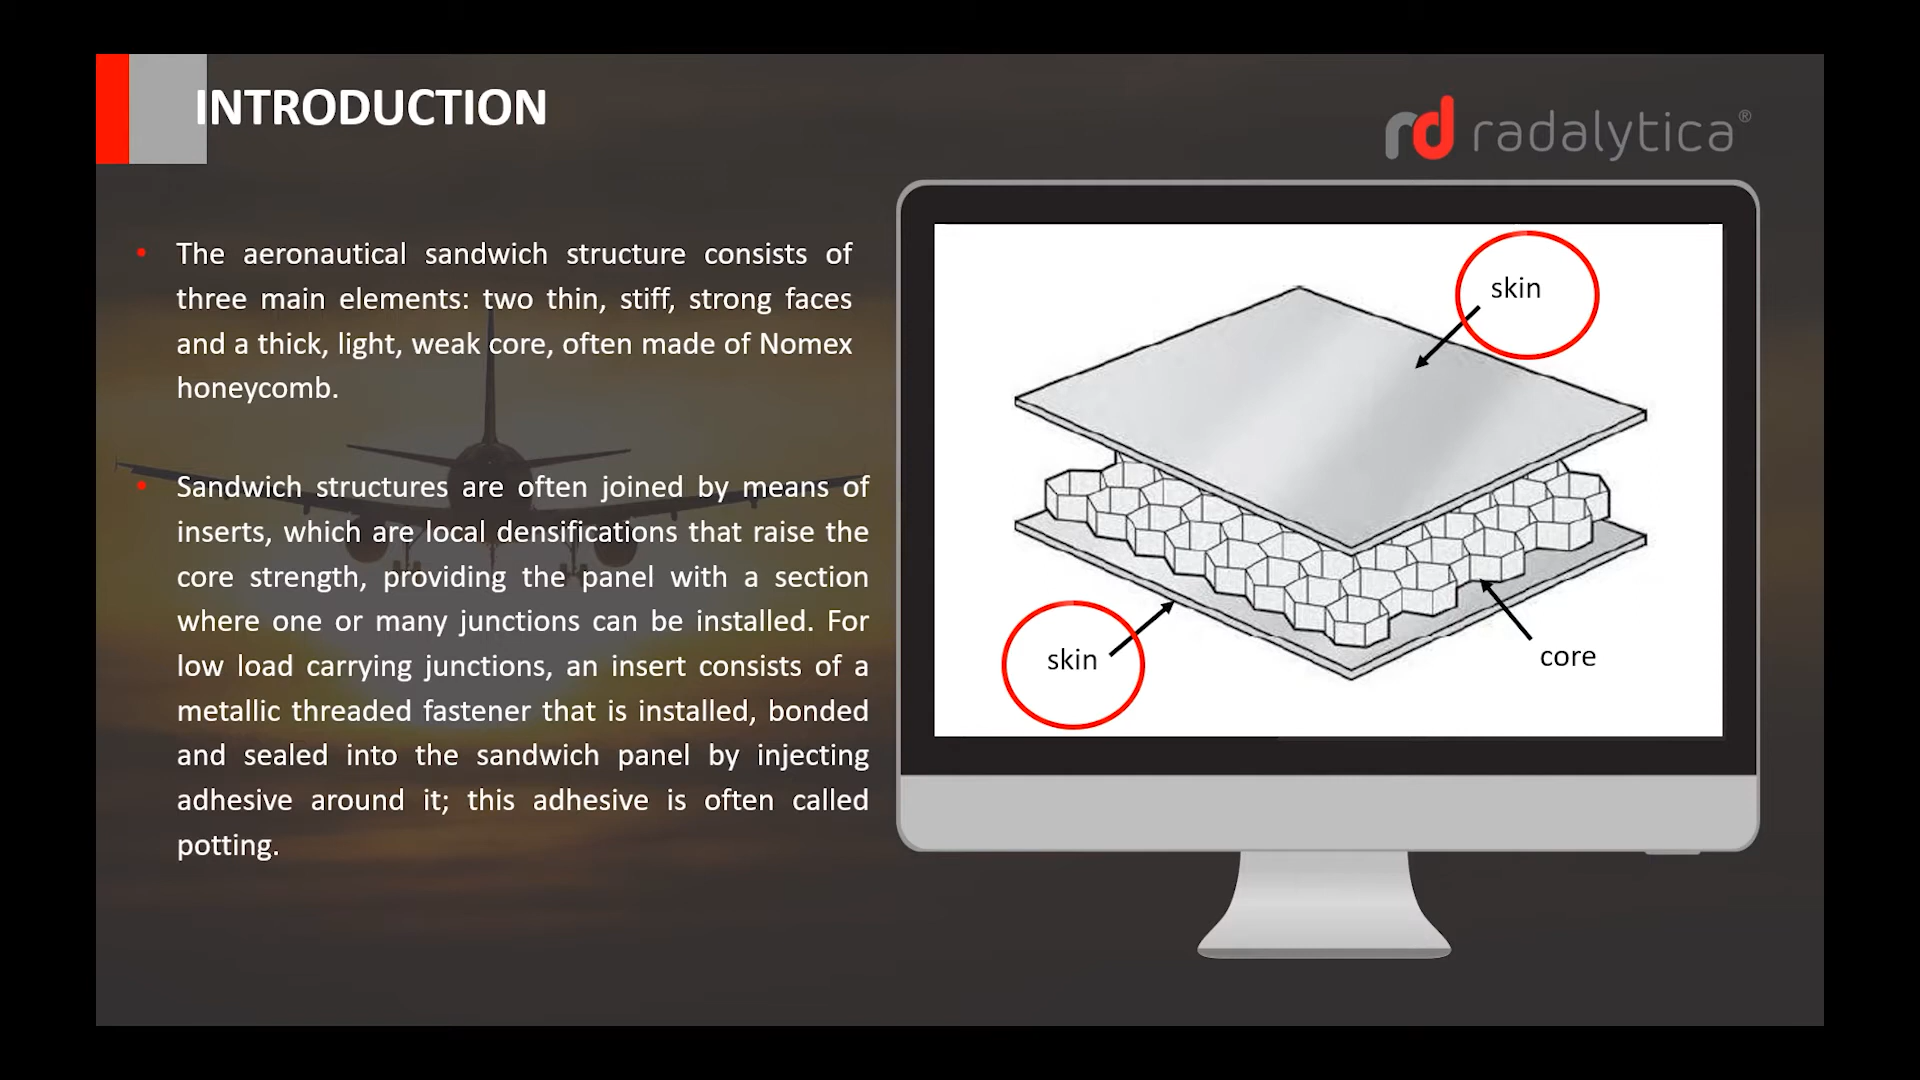 INTRODUCTION
rd radalytica®
• The aeronautical sandwich structure consists of
three main elements: two thin, stiff, strong faces
and a thick, light, weak core, often made of Nomex
honeycomb.
• Sandwich structures are often joined by means of
inserts, which are local densifications that raise the
core strength, providing the panel with a section
where one or many junctions can be installed. For
low load carrying junctions, an insert consists of a
metallic threaded fastener that is installed, bonded
and sealed into the sandwich panel by injecting
adhesive around it; this adhesive is often called
potting.
skin
skin
core